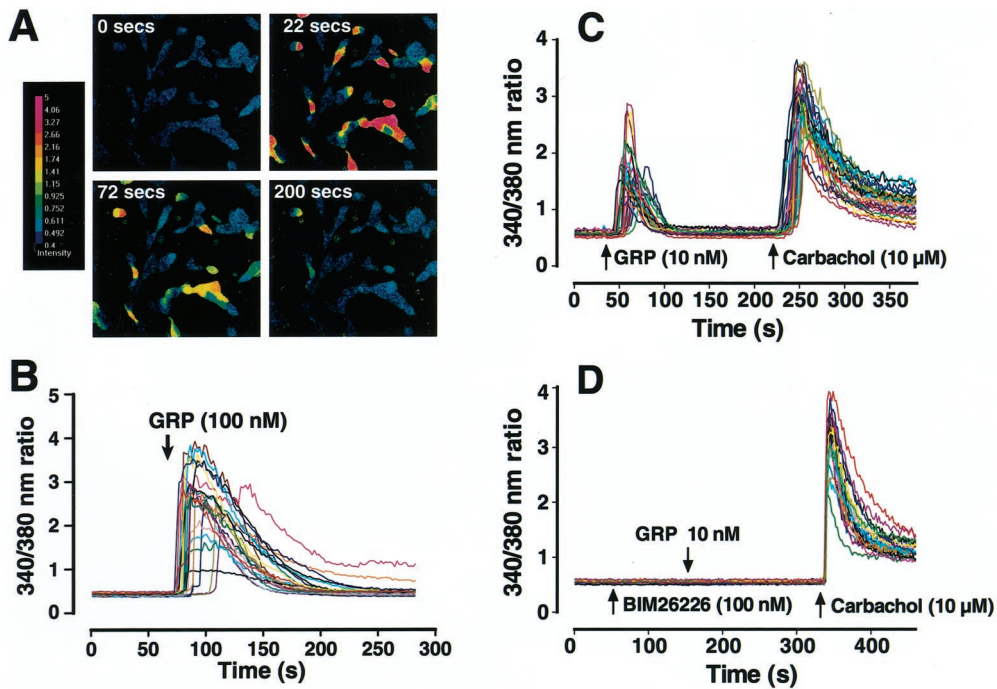 A
0 secs
22 secs
5
4.06
3.27
2.66
2.16
1.74
1.41
1.15
0.925
0.752
0.611
0.492
0.4
Intensity
72 secs
200 secs
B
340/380 nm ratio
5
4
3
2
1
0
GRP (100 nM)
0 50 100 150 200 250 300
Time (s)
C
340/380 nm ratio
4
3
2
1
0
GRP (10 nM)
Carbachol (10 µM)
0 50 100 150 200 250 300 350
Time (s)
D
340/380 nm ratio
4
3
2
1
0
GRP 10 nM
BIM26226 (100 nM)
Carbachol (10 µM)
0 100 200 300 400
Time (s)